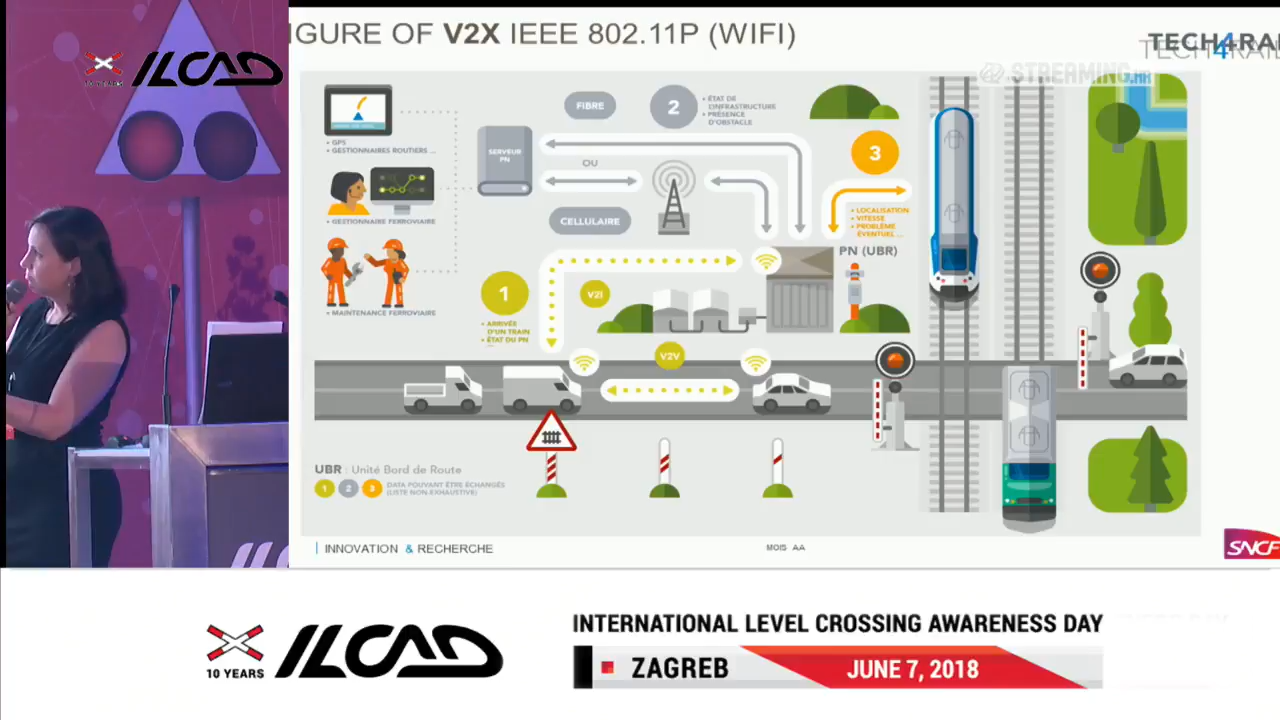 ILCAD
IGURE OF V2X IEEE 802.11P (WIFI)
TECH4RAIL
STREAMING.HR
• GPS
• GESTIONNAIRES ROUTIERS ...
• GESTIONNAIRE FERROVIAIRE
• MAINTENANCE FERROVIAIRE
SERVEUR
PN
FIBRE
2
• ÉTAT DE
L'INFRASTRUCTURE
• PRÉSENCE
D'OBSTACLE
OU
CELLULAIRE
3
• LOCALISATION
• VITESSE
• PROBLÈME
ÉVENTUEL ...
PN (UBR)
1
• ARRIVÉE
D'UN TRAIN
• ÉTAT DU PN
...
V2I
V2V
UBR : Unité Bord de Route
1 2 3 DATA POUVANT ÊTRE ÉCHANGÉS
(LISTE NON-EXHAUSTIVE)
INNOVATION & RECHERCHE
MOIS AA
SNCF
10 YEARS
ILCAD
INTERNATIONAL LEVEL CROSSING AWARENESS DAY
ZAGREB
JUNE 7, 2018